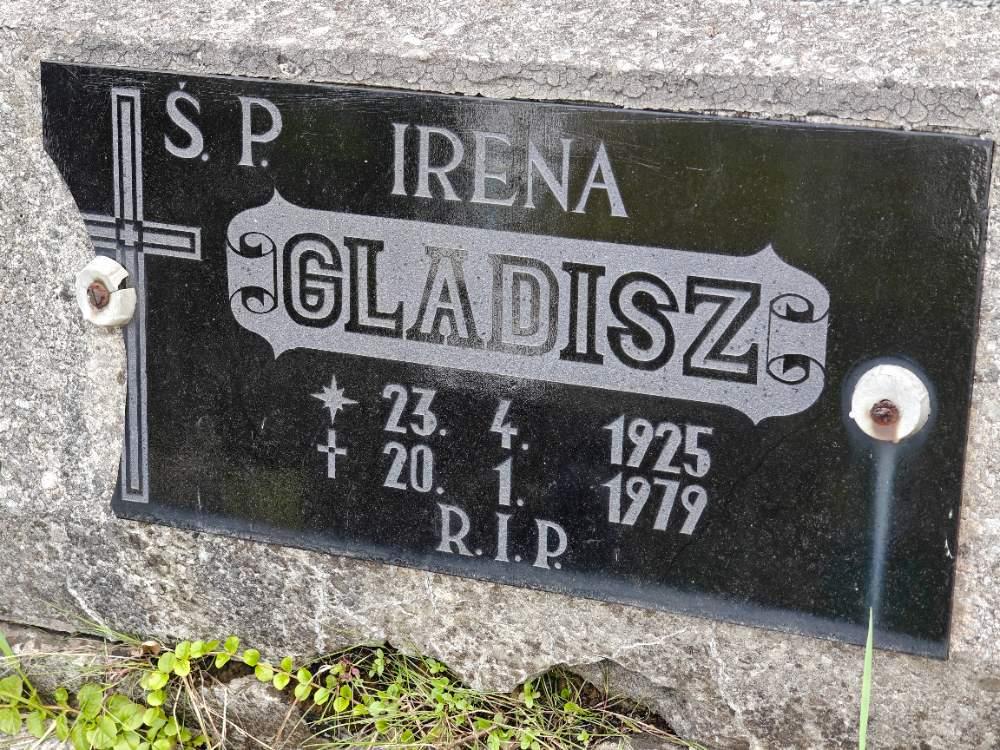 Ś. P. IRENA
GLADISZ
23. 4. 1925
20. 1. 1979
R.I.P.